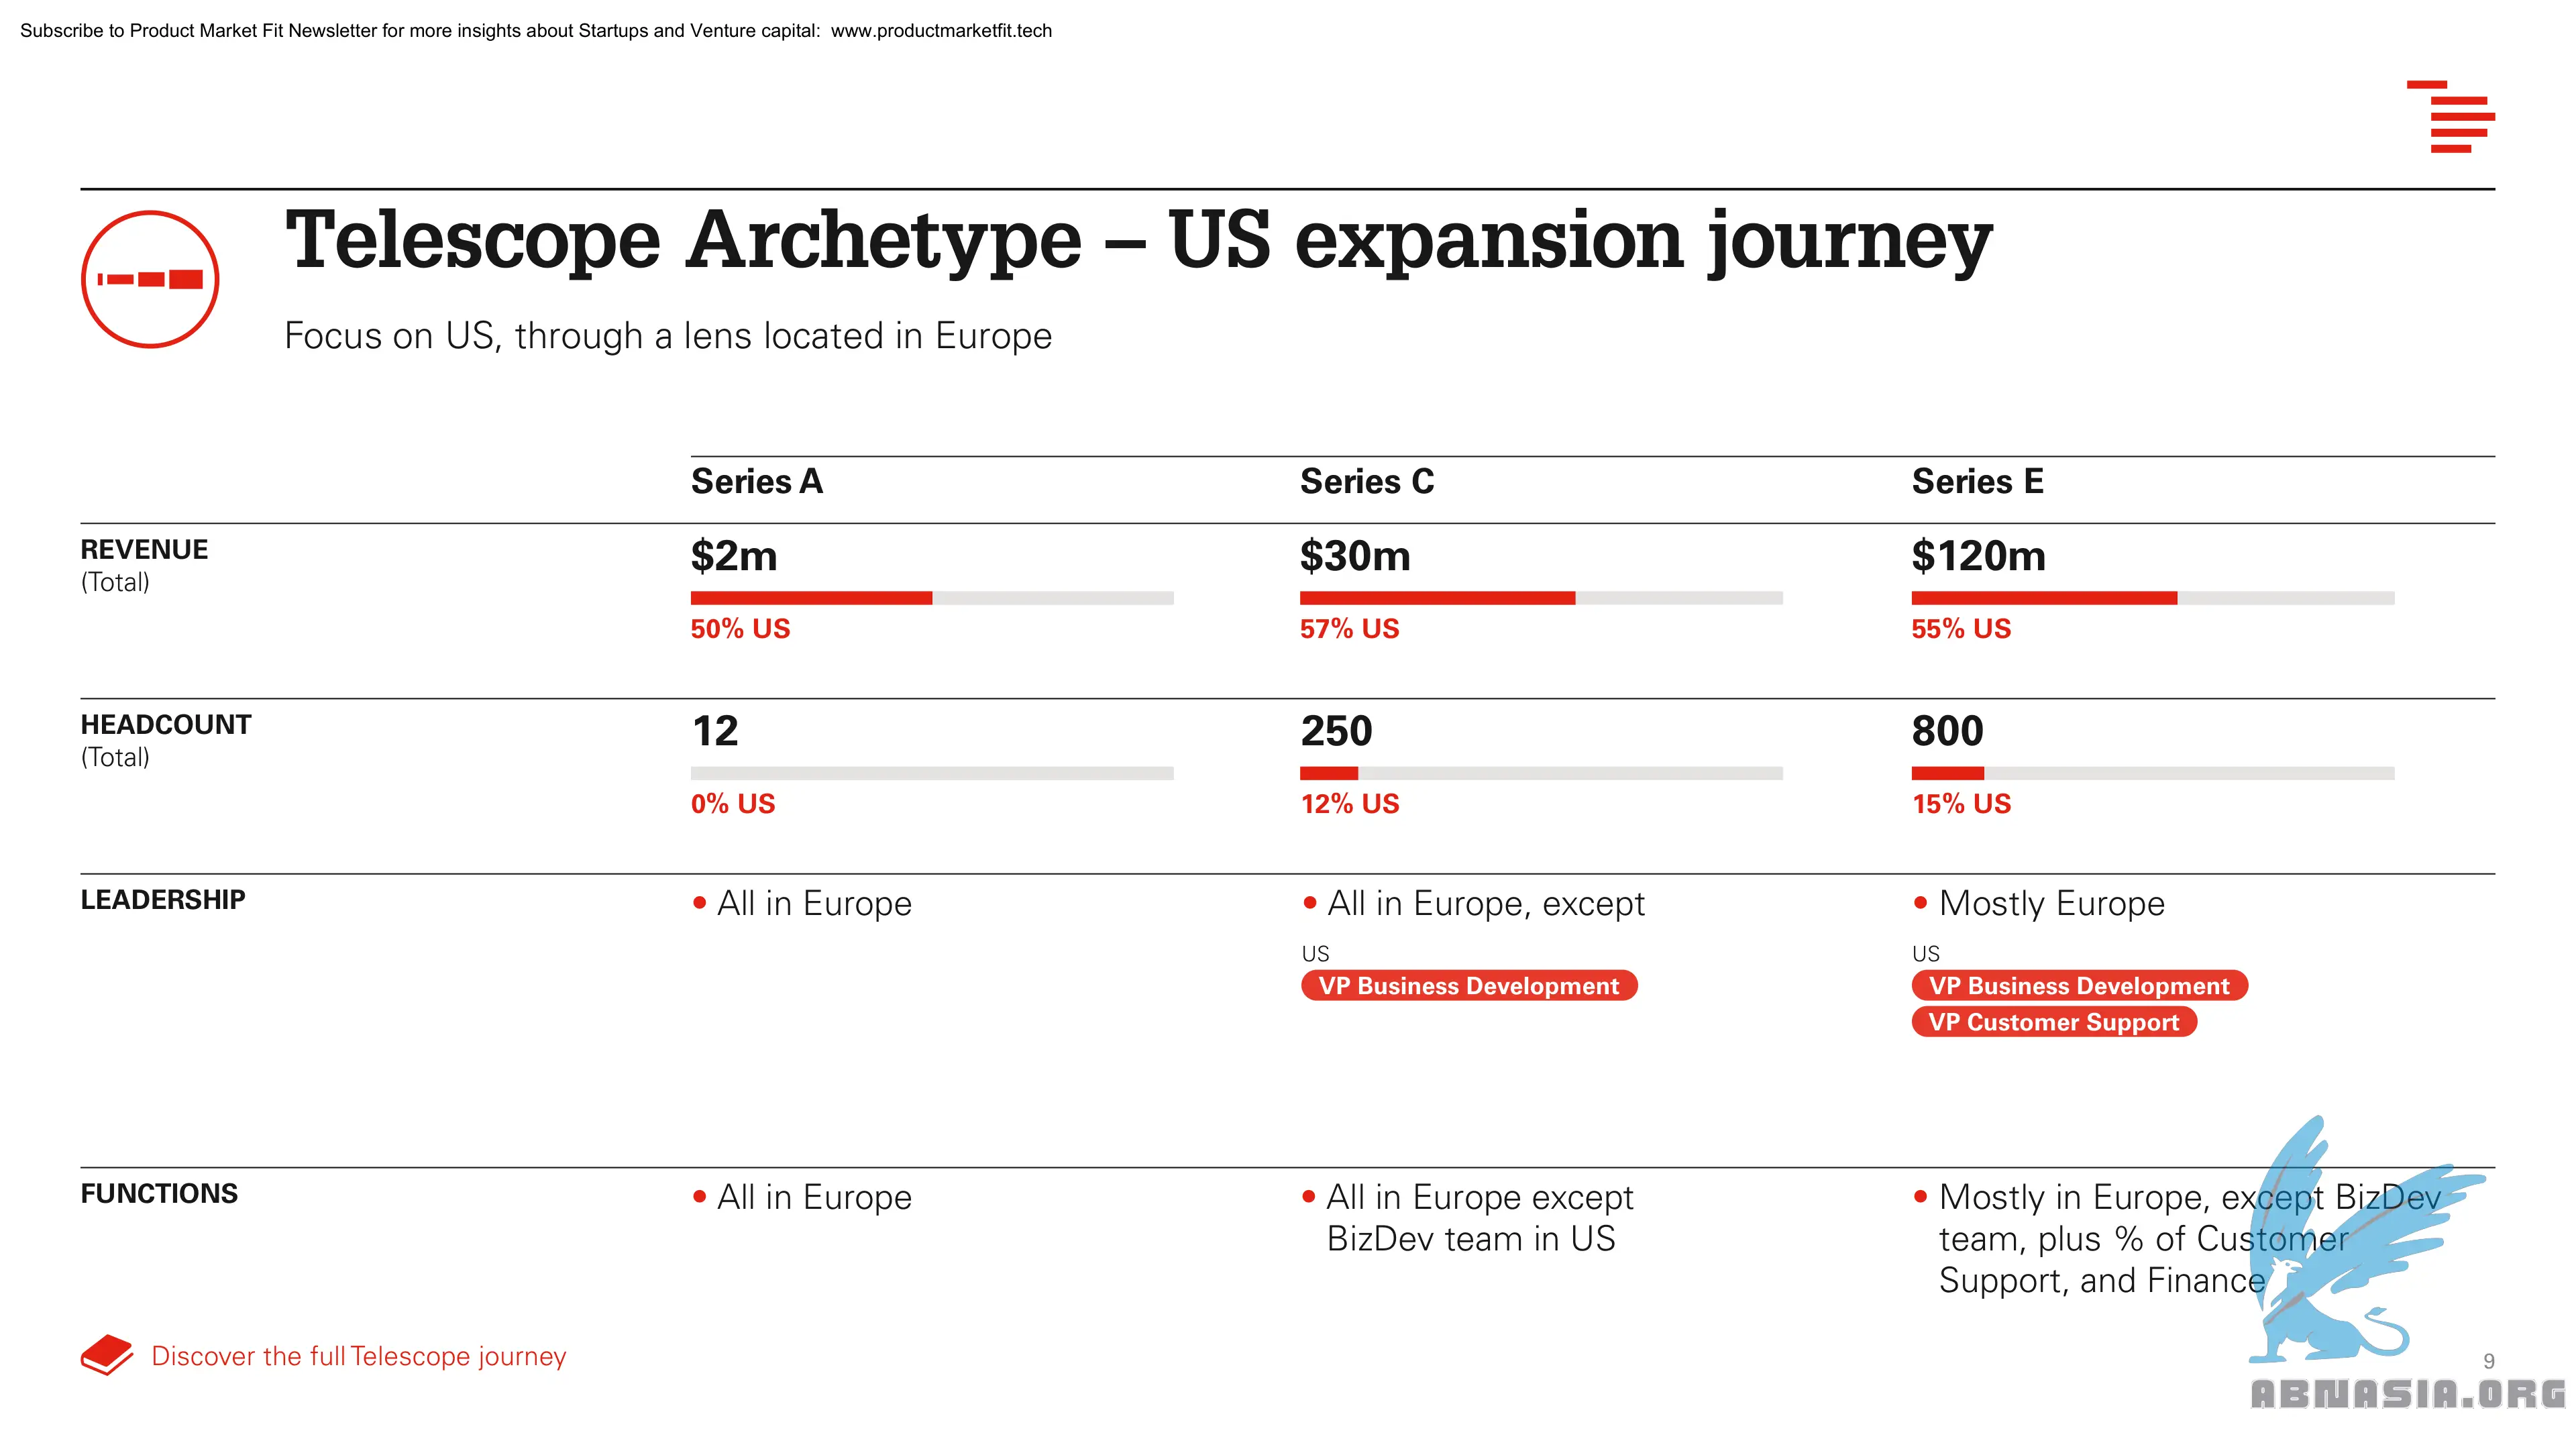 Subscribe to Product Market Fit Newsletter for more insights about Startups and Venture capital:  www.productmarketfit.tech
Telescope Archetype – US expansion journey
Focus on US, through a lens located in Europe
Series A
Series C
Series E
REVENUE
(Total)
$2m
50% US
$30m
57% US
$120m
55% US
HEADCOUNT
(Total)
12
0% US
250
12% US
800
15% US
LEADERSHIP
• All in Europe
• All in Europe, except
US
VP Business Development
• Mostly Europe
US
VP Business Development
VP Customer Support
FUNCTIONS
• All in Europe
• All in Europe except
BizDev team in US
• Mostly in Europe, except BizDev
team, plus % of Customer
Support, and Finance
Discover the full Telescope journey
9
ABNASIA.ORG